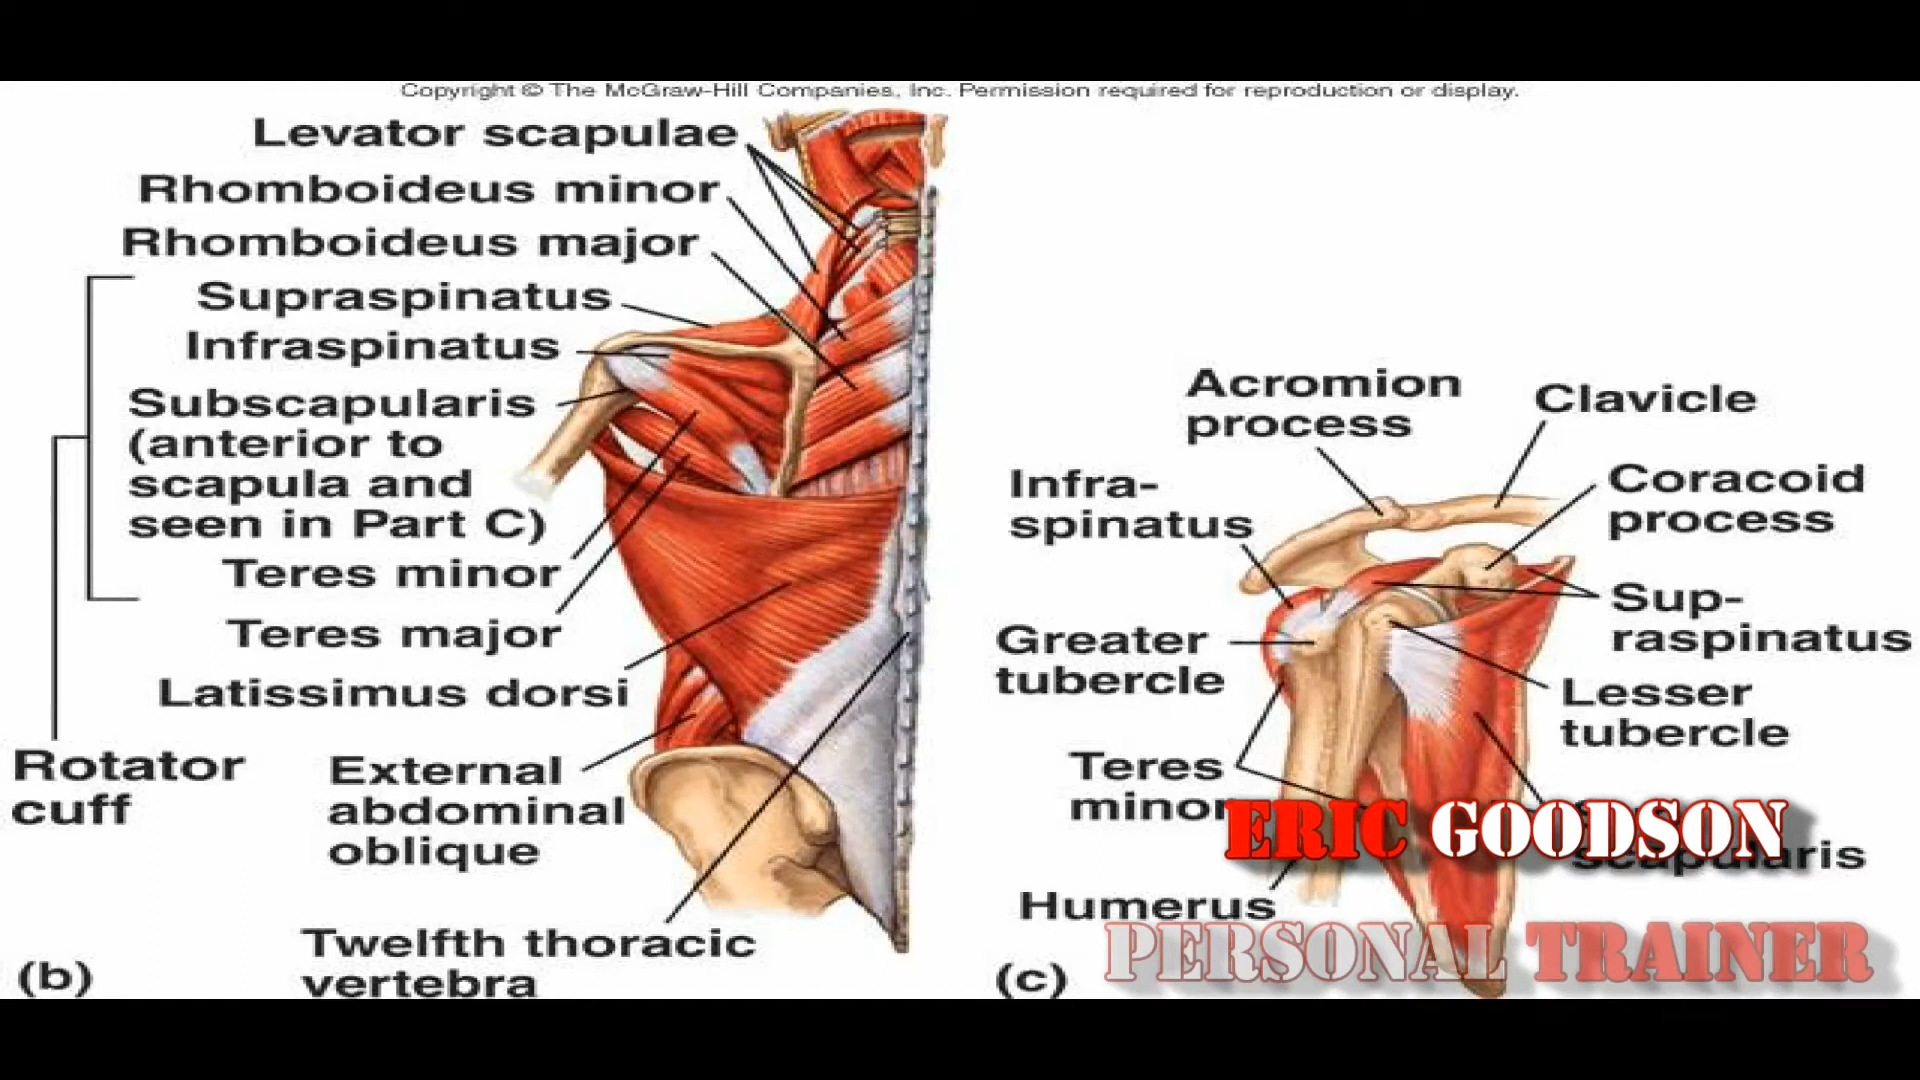 Copyright © The McGraw-Hill Companies, Inc. Permission required for reproduction or display.
Levator scapulae
Rhomboideus minor
Rhomboideus major
Supraspinatus
Infraspinatus
Subscapularis
(anterior to
scapula and
seen in Part C)
Teres minor
Teres major
Latissimus dorsi
Rotator
cuff
External
abdominal
oblique
Twelfth thoracic
vertebra
(b)
Acromion
process
Clavicle
Coracoid
process
Infra-
spinatus
Sup-
raspinatus
Greater
tubercle
Lesser
tubercle
Teres
minor
scapularis
Humerus
(c)
ERIC GOODSON
PERSONAL TRAINER